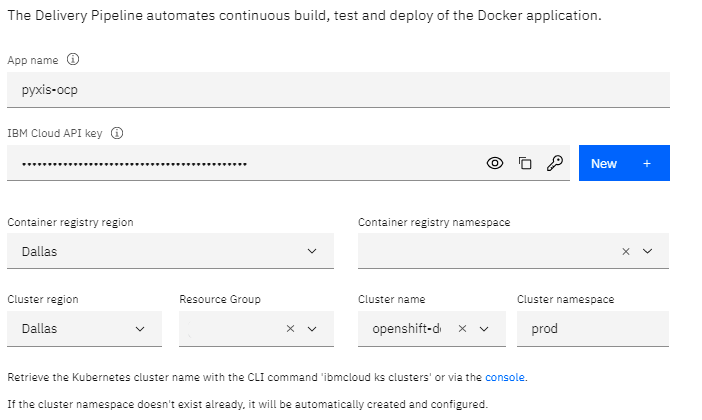 The Delivery Pipeline automates continuous build, test and deploy of the Docker application.
App name
pyxis-ocp
IBM Cloud API key
New +
Container registry region
Container registry namespace
Dallas
Cluster region
Resource Group
Cluster name
Cluster namespace
Dallas
openshift-d
prod
Retrieve the Kubernetes cluster name with the CLI command 'ibmcloud ks clusters' or via the console.
If the cluster namespace doesn't exist already, it will be automatically created and configured.